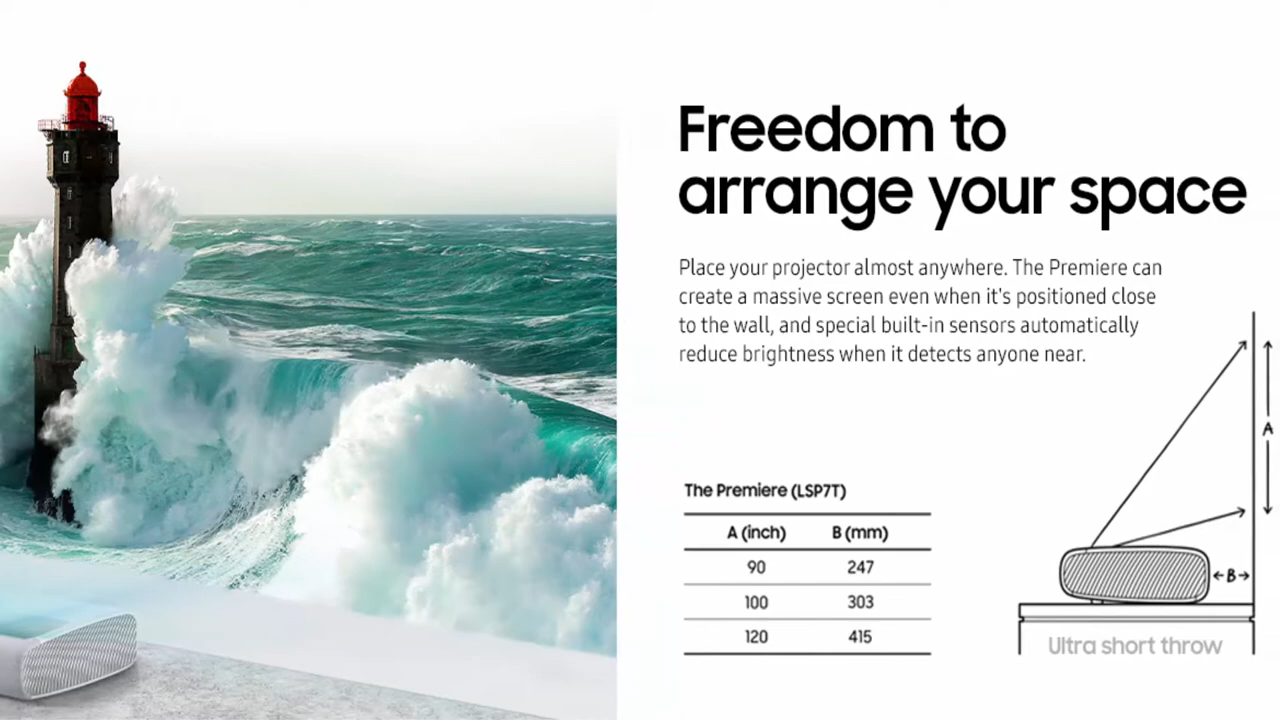 Freedom to
arrange your space
Place your projector almost anywhere. The Premiere can
create a massive screen even when it's positioned close
to the wall, and special built-in sensors automatically
reduce brightness when it detects anyone near.
The Premiere (LSP7T)
A (inch) B (mm)
90 247
100 303
120 415
A
B
Ultra short throw